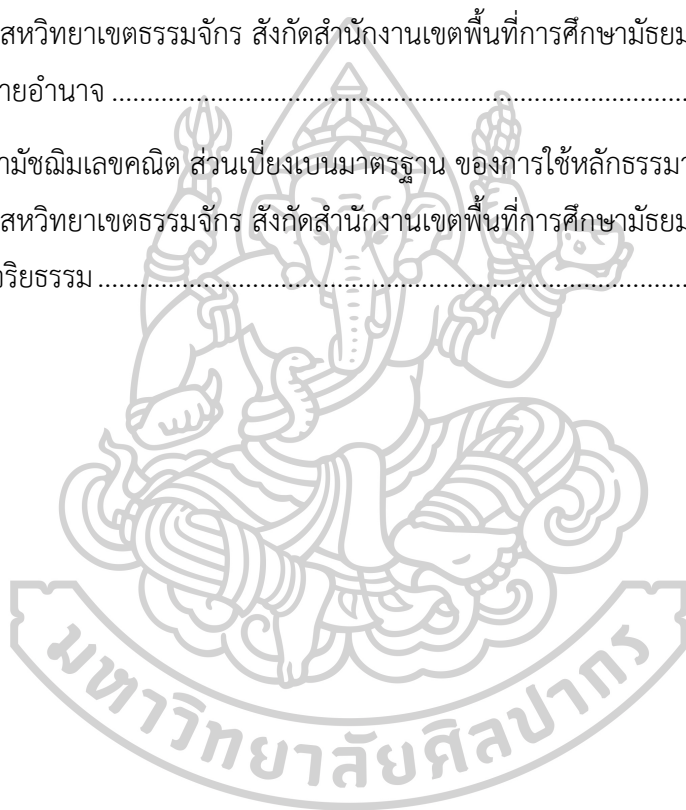 สหวิทยาเขตธรรมจักร สังกัดสำนักงานเขตพื้นที่การศึกษามัธยม
ายอำนาจ ................................................................................
ามัชฌิมเลขคณิต ส่วนเบี่ยงเบนมาตรฐาน ของการใช้หลักธรรมา
สหวิทยาเขตธรรมจักร สังกัดสำนักงานเขตพื้นที่การศึกษามัธยม
จริยธรรม ................................................................................
มหาวิทยาลัยศิลปากร